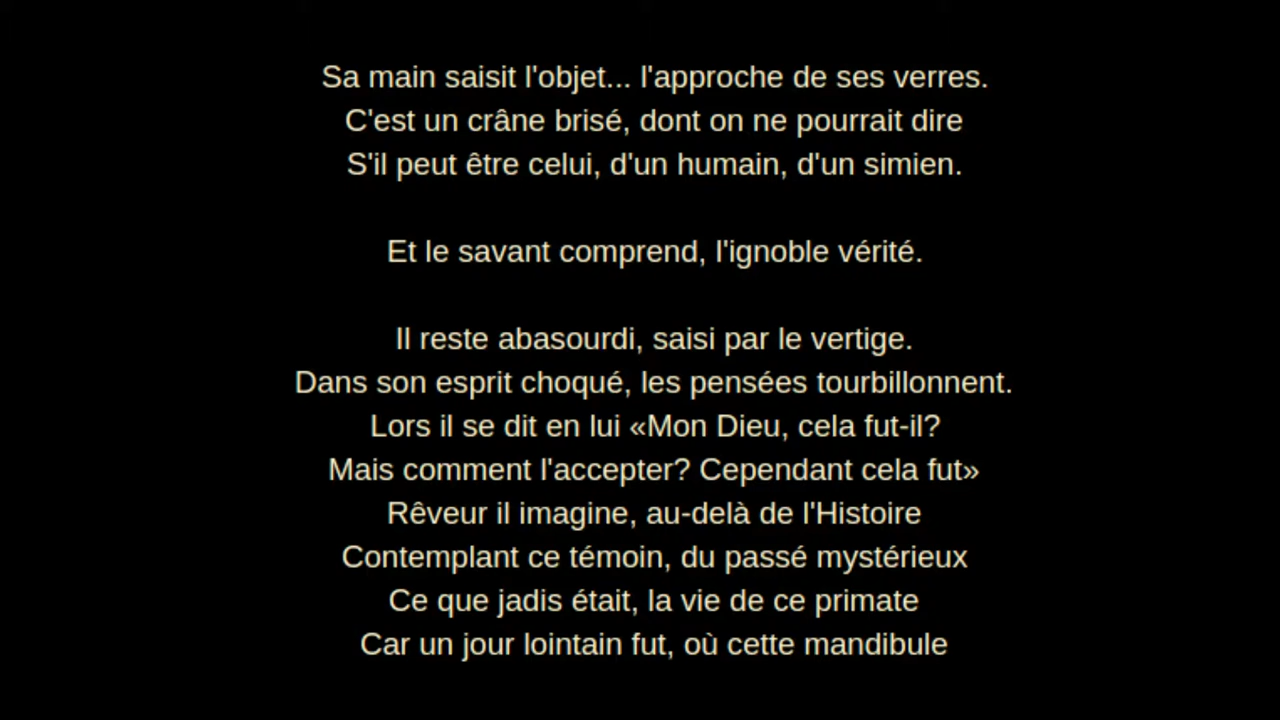 Sa main saisit l'objet... l'approche de ses verres.
C'est un crâne brisé, dont on ne pourrait dire
S'il peut être celui, d'un humain, d'un simien.
Et le savant comprend, l'ignoble vérité.
Il reste abasourdi, saisi par le vertige.
Dans son esprit choqué, les pensées tourbillonnent.
Lors il se dit en lui «Mon Dieu, cela fut-il?
Mais comment l'accepter? Cependant cela fut»
Rêveur il imagine, au-delà de l'Histoire
Contemplant ce témoin, du passé mystérieux
Ce que jadis était, la vie de ce primate
Car un jour lointain fut, où cette mandibule